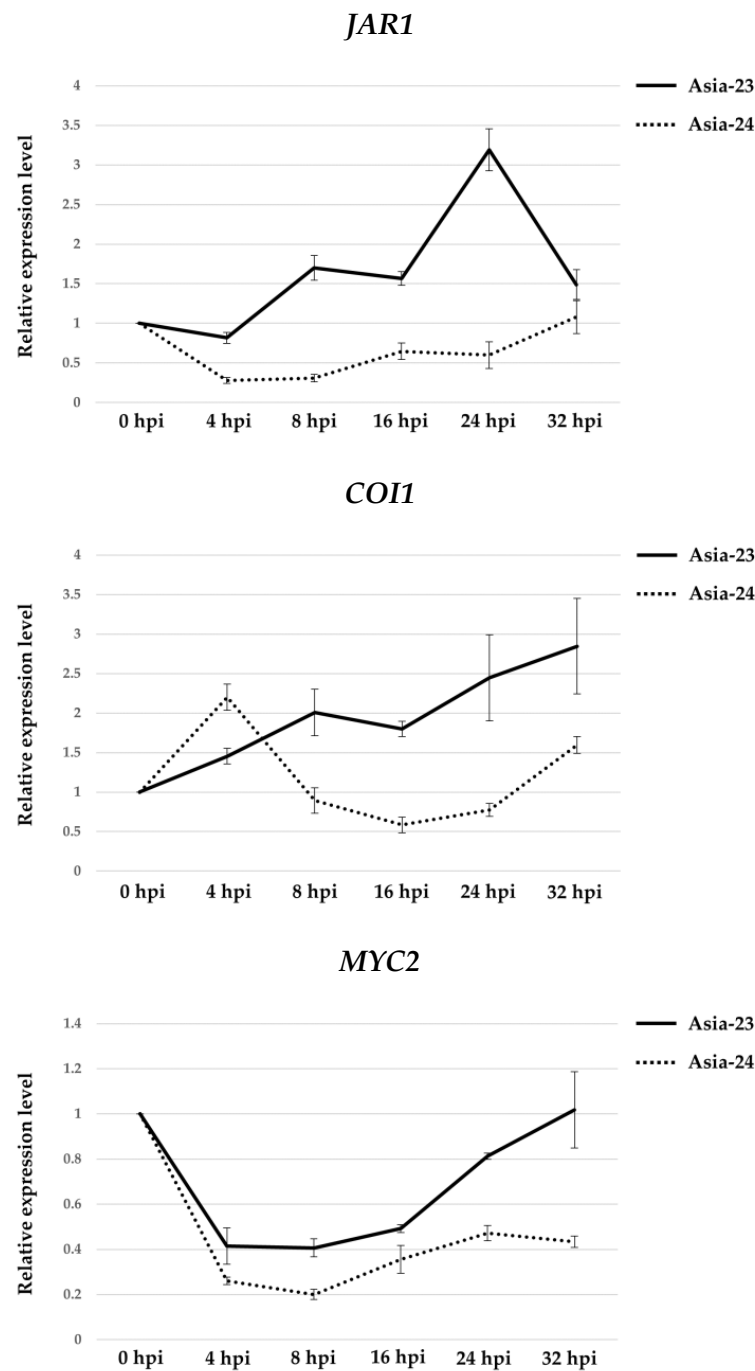 JAR1
Relative expression level
4
3.5
3
2.5
2
1.5
1
0.5
0
0 hpi 4 hpi 8 hpi 16 hpi 24 hpi 32 hpi
Asia-23
Asia-24
COI1
Relative expression level
4
3.5
3
2.5
2
1.5
1
0.5
0
0 hpi 4 hpi 8 hpi 16 hpi 24 hpi 32 hpi
Asia-23
Asia-24
MYC2
Relative expression level
1.4
1.2
1
0.8
0.6
0.4
0.2
0
0 hpi 4 hpi 8 hpi 16 hpi 24 hpi 32 hpi
Asia-23
Asia-24